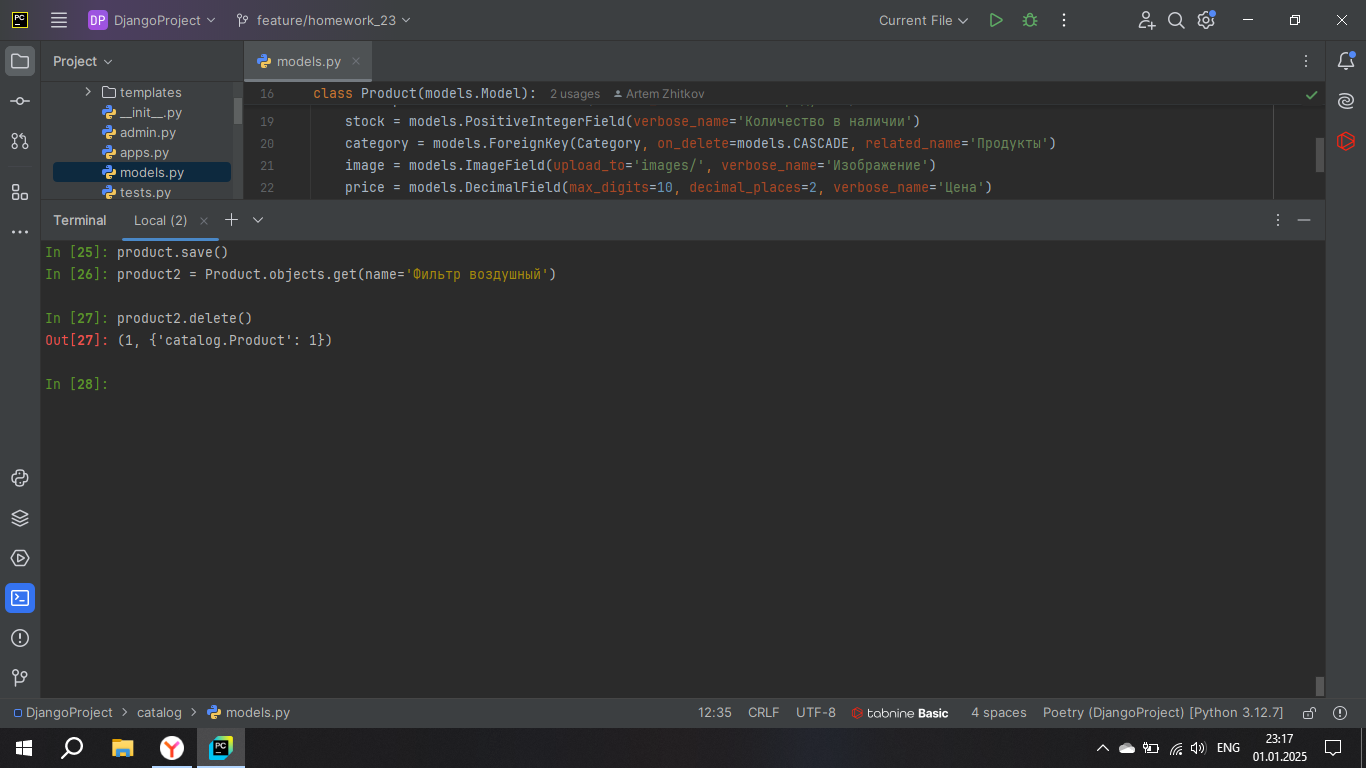 PC DP DjangoProject feature/homework_23 Current File
Project
models.py
templates
__init__.py
admin.py
apps.py
models.py
tests.py
16 class Product(models.Model): 2 usages Artem Zhitkov
19 stock = models.PositiveIntegerField(verbose_name='Количество в наличии')
20 category = models.ForeignKey(Category, on_delete=models.CASCADE, related_name='Продукты')
21 image = models.ImageField(upload_to='images/', verbose_name='Изображение')
22 price = models.DecimalField(max_digits=10, decimal_places=2, verbose_name='Цена')
Terminal Local (2)
In [25]: product.save()
In [26]: product2 = Product.objects.get(name='Фильтр воздушный')
In [27]: product2.delete()
Out[27]: (1, {'catalog.Product': 1})
In [28]:
DjangoProject > catalog > models.py 12:35 CRLF UTF-8 tabnine Basic 4 spaces Poetry (DjangoProject) [Python 3.12.7]
PC ENG 23:17
01.01.2025